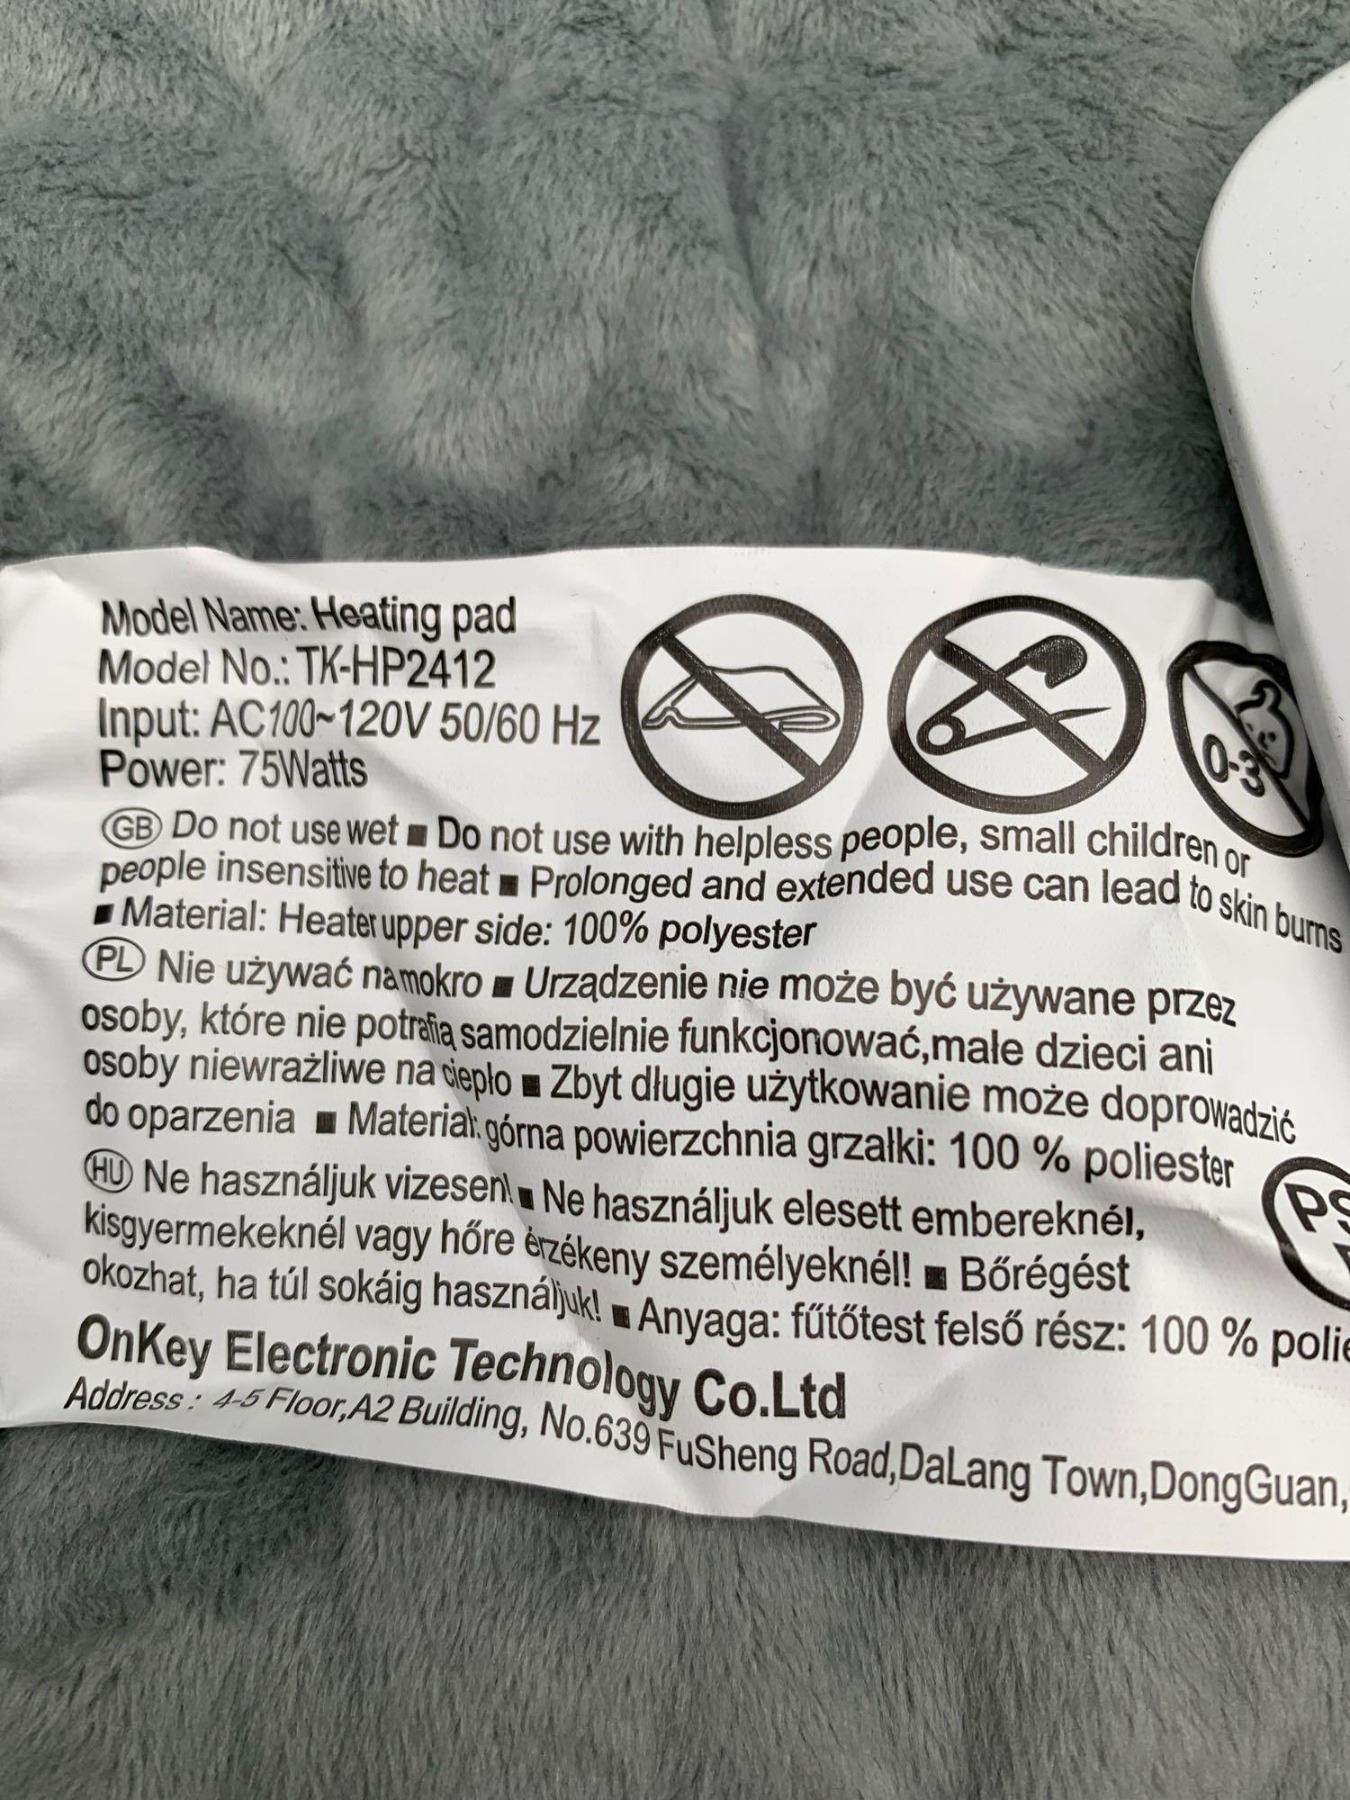 Model Name: Heating pad
Model No.: TK-HP2412
Input: AC100~120V 50/60 Hz
Power: 75Watts
0-3
GB Do not use wet ■ Do not use with helpless people, small children or
people insensitive to heat ■ Prolonged and extended use can lead to skin burns
■ Material: Heater upper side: 100% polyester
PL Nie używać na mokro ■ Urządzenie nie może być używane przez
osoby, które nie potrafią samodzielnie funkcjonować,małe dzieci ani
osoby niewrażliwe na ciepło ■ Zbyt długie użytkowanie może doprowadzić
do oparzenia ■ Materiał: górna powierzchnia grzałki: 100 % poliester
HU Ne használjuk vizesen! ■ Ne használjuk elesett embereknél,
kisgyermekeknél vagy hőre érzékeny személyeknél! ■ Bőrégést
okozhat, ha túl sokáig használjuk! ■ Anyaga: fűtőtest felső rész: 100 %
OnKey Electronic Technology Co.Ltd
Address : 4-5 Floor,A2 Building, No.639 FuSheng Road,DaLang Town,DongGuan,